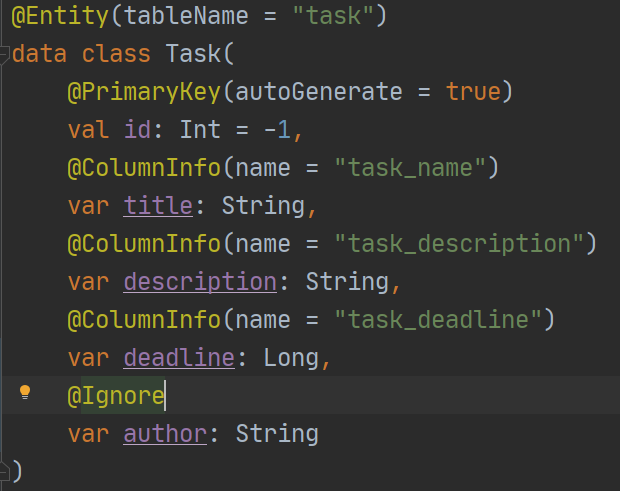 @Entity(tableName = "task")
data class Task(
@PrimaryKey(autoGenerate = true)
val id: Int = -1,
@ColumnInfo(name = "task_name")
var title: String,
@ColumnInfo(name = "task_description")
var description: String,
@ColumnInfo(name = "task_deadline")
var deadline: Long,
@Ignore
var author: String
)